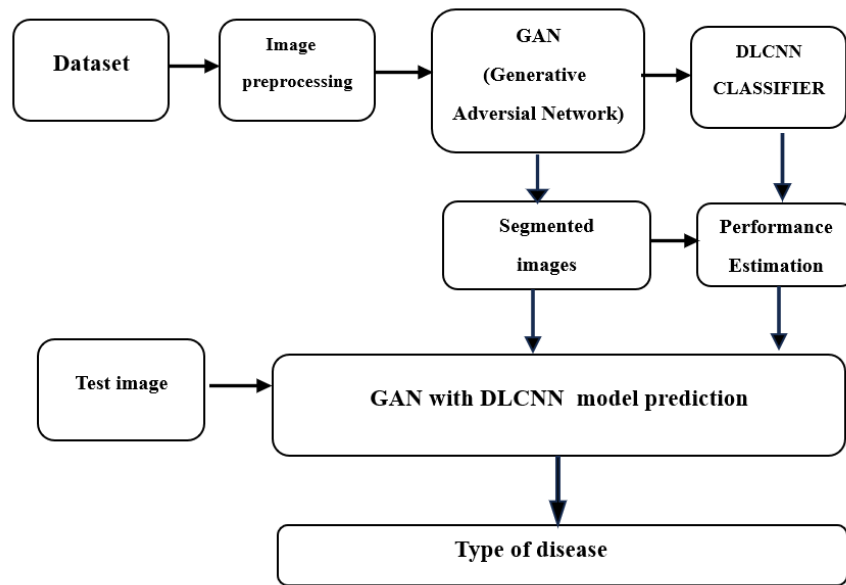 Dataset
Image
preprocessing
GAN
(Generative
Adversial Network)
DLCNN
CLASSIFIER
Segmented
images
Performance
Estimation
Test image
GAN with DLCNN model prediction
Type of disease